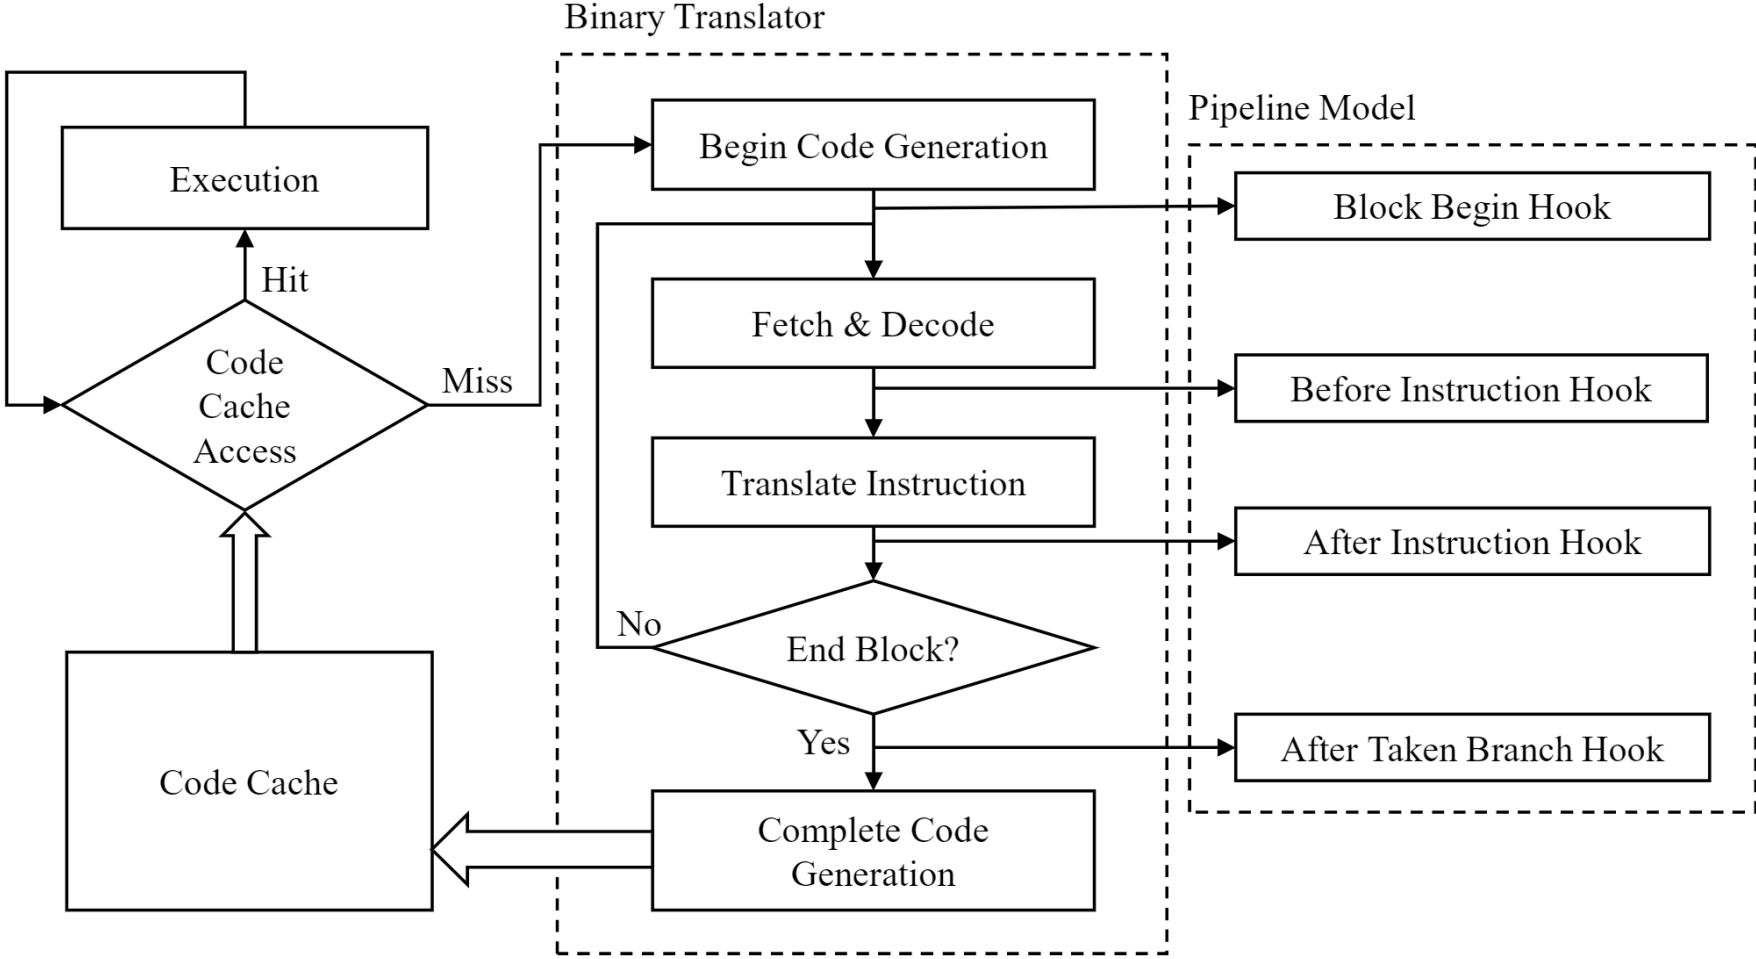 Binary Translator
Pipeline Model
Begin Code Generation
Execution
Block Begin Hook
Hit
Fetch & Decode
Code
Cache
Access
Miss
Before Instruction Hook
Translate Instruction
After Instruction Hook
No
End Block?
Yes
After Taken Branch Hook
Code Cache
Complete Code
Generation